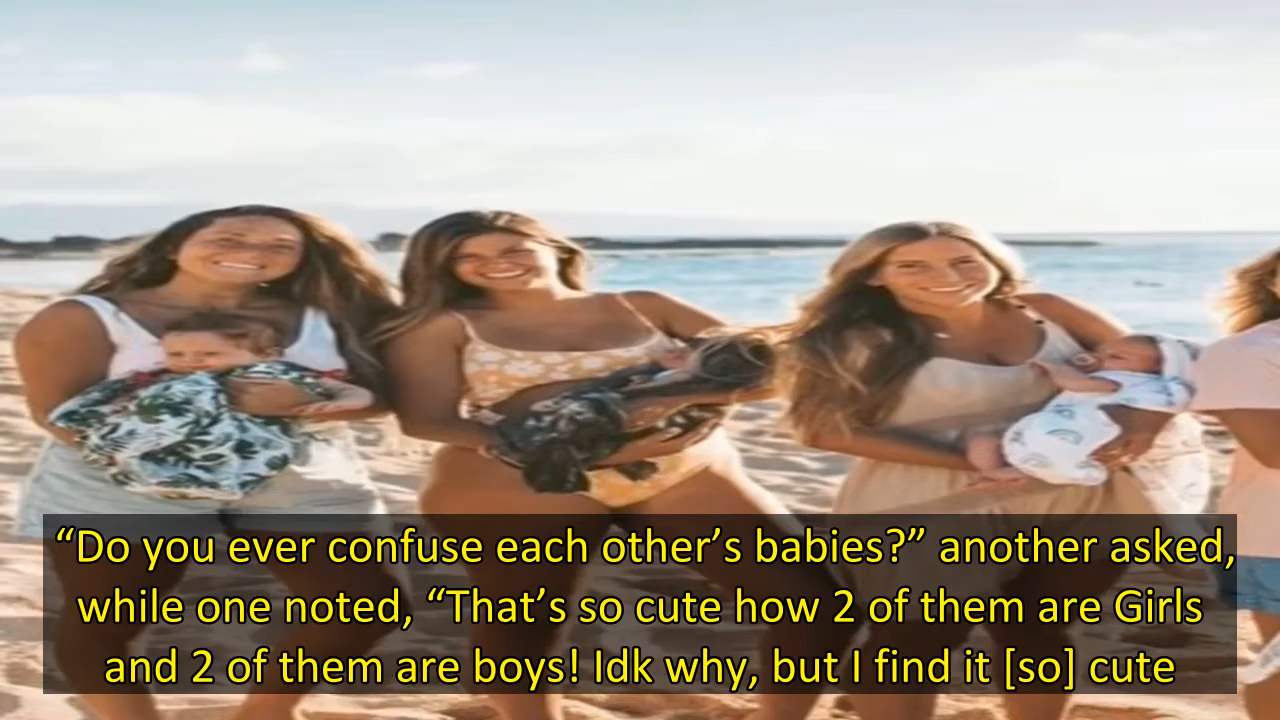 “Do you ever confuse each other’s babies?” another asked,
while one noted, “That’s so cute how 2 of them are Girls
and 2 of them are boys! Idk why, but I find it [so] cute